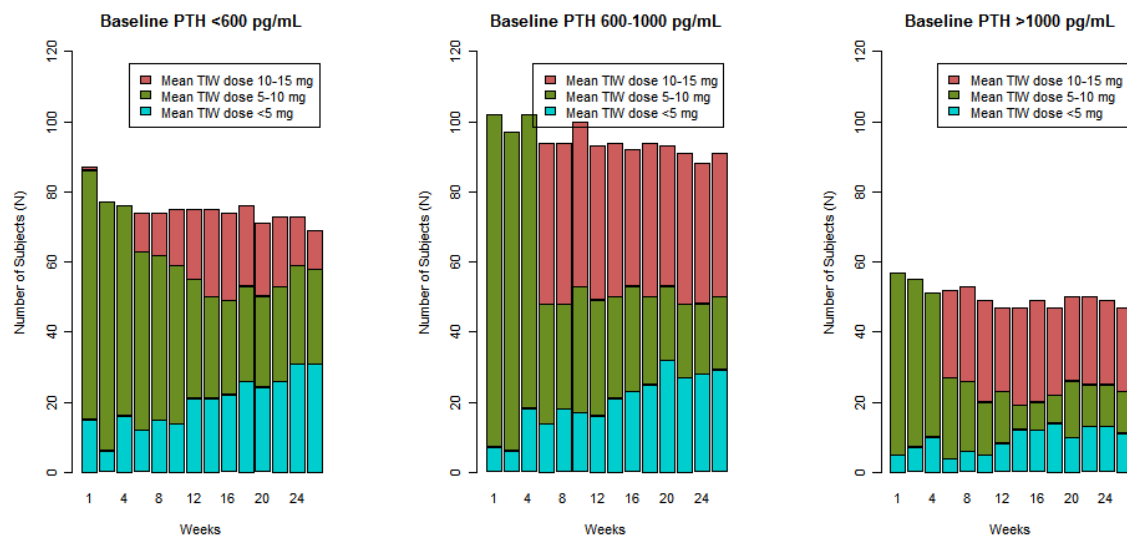 Baseline PTH <600 pg/mL
Number of Subjects (N)
120
100
80
60
40
20
0
Mean TIW dose 10-15 mg
Mean TIW dose 5-10 mg
Mean TIW dose <5 mg
1 4 8 12 16 20 24
Weeks
Baseline PTH 600-1000 pg/mL
Number of Subjects (N)
120
100
80
60
40
20
0
Mean TIW dose 10-15 mg
Mean TIW dose 5-10 mg
Mean TIW dose <5 mg
1 4 8 12 16 20 24
Weeks
Baseline PTH >1000 pg/mL
Number of Subjects (N)
120
100
80
60
40
20
0
Mean TIW dose 10-15 mg
Mean TIW dose 5-10 mg
Mean TIW dose <5 mg
1 4 8 12 16 20 24
Weeks